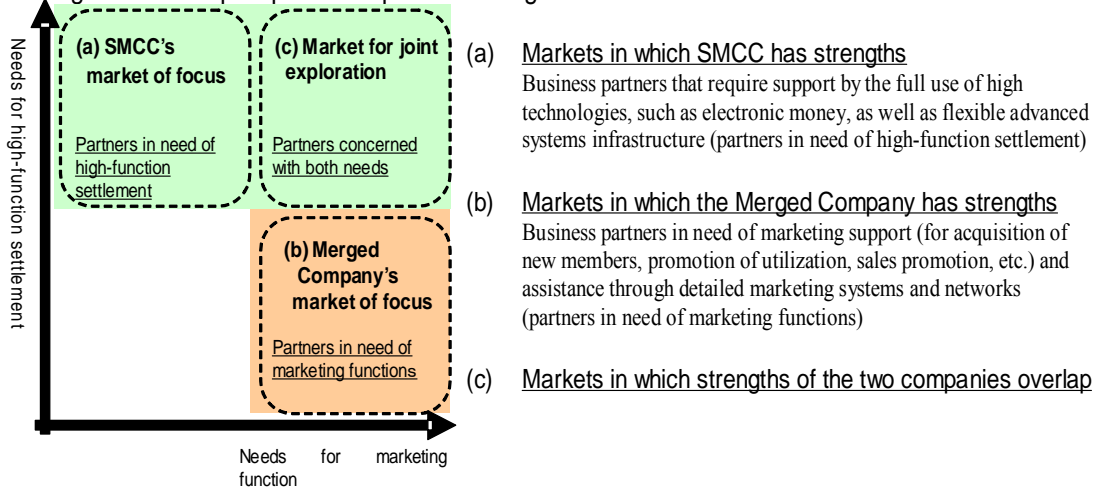 Needs for high-function settlement
(a) SMCC's
market of focus
Partners in need of
high-function
settlement
(c) Market for joint
exploration
Partners concerned
with both needs
(b) Merged
Company's
market of focus
Partners in need of
marketing functions
Needs for marketing
function
(a) Markets in which SMCC has strengths
Business partners that require support by the full use of high
technologies, such as electronic money, as well as flexible advanced
systems infrastructure (partners in need of high-function settlement)
(b) Markets in which the Merged Company has strengths
Business partners in need of marketing support (for acquisition of
new members, promotion of utilization, sales promotion, etc.) and
assistance through detailed marketing systems and networks
(partners in need of marketing functions)
(c) Markets in which strengths of the two companies overlap